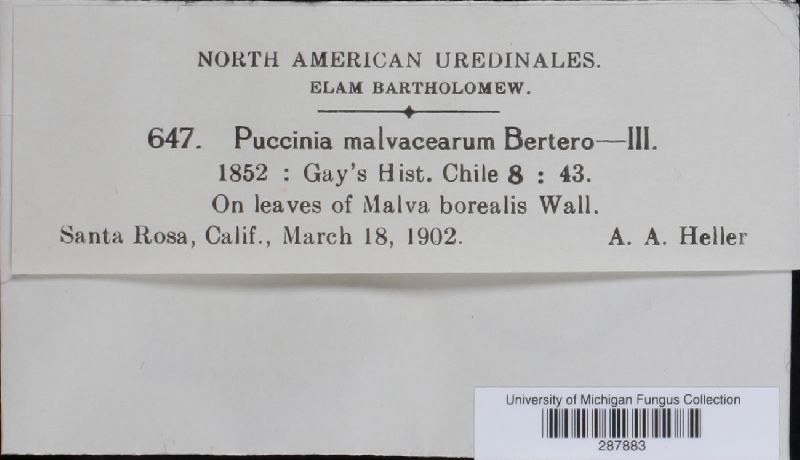 NORTH AMERICAN UREDINALES.
ELAM BARTHOLOMEW.
647. Puccinia malvacearum Bertero—III.
1852 : Gay's Hist. Chile 8 : 43.
On leaves of Malva borealis Wall.
Santa Rosa, Calif., March 18, 1902. A. A. Heller
University of Michigan Fungus Collection
287883